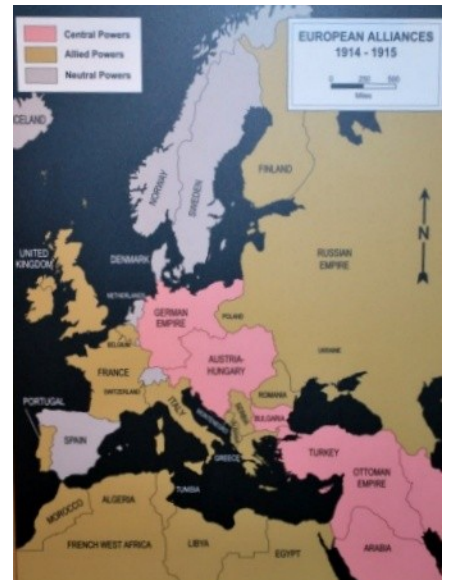 Central Powers
Allied Powers
Neutral Powers
EUROPEAN ALLIANCES
1914 - 1915
0 250 500
Miles
ICELAND
NORWAY
SWEDEN
FINLAND
N
UNITED
KINGDOM
DENMARK
RUSSIAN
EMPIRE
NETHERLANDS
GERMAN
EMPIRE
POLAND
BELGIUM
UKRAINE
AUSTRIA-
HUNGARY
FRANCE
SWITZERLAND
ROMANIA
PORTUGAL
ITALY
MONTENEGRO
SERBIA
BULGARIA
SPAIN
GREECE
TURKEY
OTTOMAN
EMPIRE
TUNISIA
MOROCCO
ALGERIA
FRENCH WEST AFRICA
LIBYA
EGYPT
ARABIA